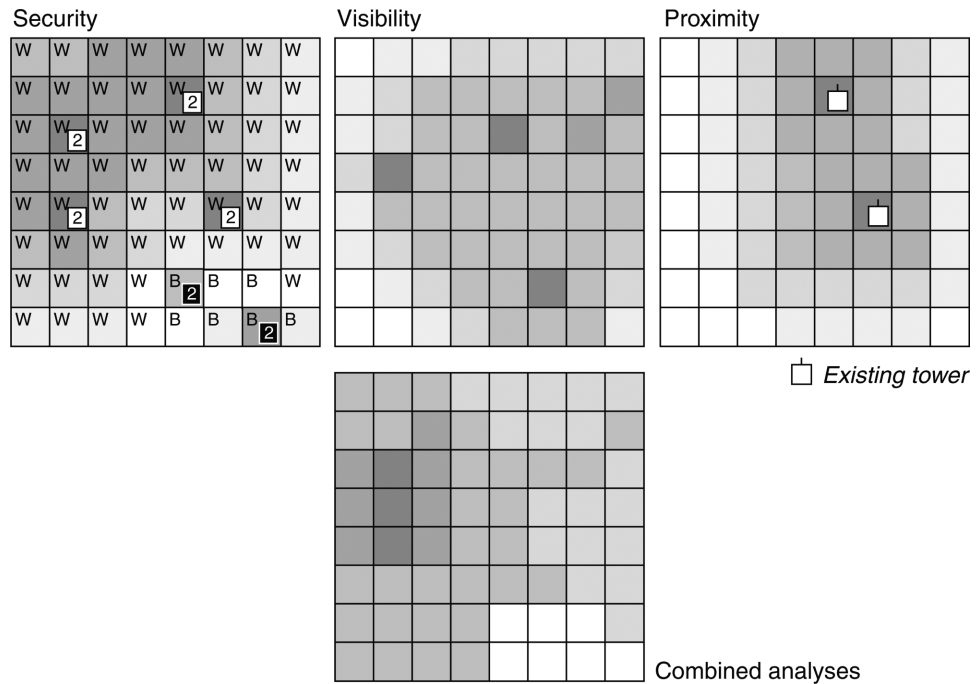 Security Visibility Proximity
W W W W W W W W
W W W W W W W W
2
W W W W W W W W
2
W W W W W W W W
W W W W W W W W
2 2
W W W W W W W W
W W W W B B B W
2
W W W W B B B B
2
Existing tower
Combined analyses